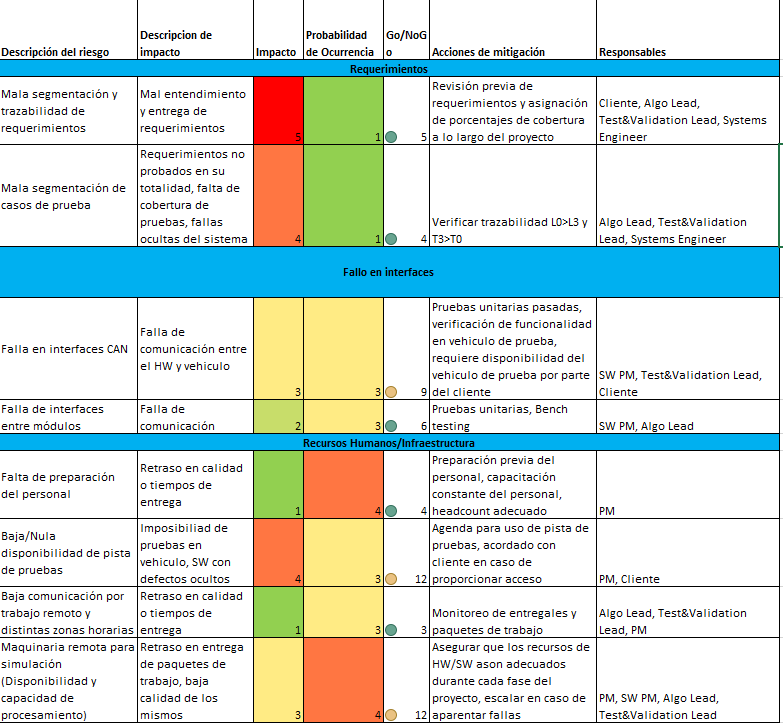 Descripción del riesgo
Descripcion de
impacto
Impacto
Probabilidad
de Ocurrencia
Go/NoG
o
Acciones de mitigación
Responsables
Requerimientos
Mala segmentación y
trazabilidad de
requerimientos
Mal entendimiento
y entrega de
requerimientos
5
1
5
Revisión previa de
requerimientos y asignación
de porcentajes de cobertura
a lo largo del proyecto
Cliente, Algo Lead,
Test&Validation Lead, Systems
Engineer
Mala segmentación de
casos de prueba
Requerimientos no
probados en su
totalidad, falta de
cobertura de
pruebas, fallas
ocultas del sistema
4
1
4
Verificar trazabilidad L0>L3 y
T3>T0
Algo Lead, Test&Validation
Lead, Systems Engineer
Fallo en interfaces
Falla en interfaces CAN
Falla de
comunicación entre
el HW y vehiculo
3
3
9
Pruebas unitarias pasadas,
verificación de funcionalidad
en vehiculo de prueba,
requiere disponibilidad del
vehiculo de prueba por parte
del cliente
SW PM, Test&Validation Lead,
Cliente
Falla de interfaces
entre módulos
Falla de
comunicación
2
3
6
Pruebas unitarias, Bench
testing
SW PM, Algo Lead
Recursos Humanos/Infraestructura
Falta de preparación
del personal
Retraso en calidad
o tiempos de
entrega
1
4
4
Preparación previa del
personal, capacitación
constante del personal,
headcount adecuado
PM
Baja/Nula
disponibilidad de pista
de pruebas
Imposibiliad de
pruebas en
vehiculo, SW con
defectos ocultos
4
3
12
Agenda para uso de pista de
pruebas, acordado con
cliente en caso de
proporcionar acceso
PM, Cliente
Baja comunicación por
trabajo remoto y
distintas zonas horarias
Retraso en calidad
o tiempos de
entrega
1
3
3
Monitoreo de entregales y
paquetes de trabajo
Algo Lead, Test&Validation
Lead, PM
Maquinaria remota para
simulación
(Disponibilidad y
capacidad de
procesamiento)
Retraso en entrega
de paquetes de
trabajo, baja
calidad de los
mismos
3
4
12
Asegurar que los recursos de
HW/SW ason adecuados
durante cada fase del
proyecto, escalar en caso de
aparentar fallas
PM, SW PM, Algo Lead,
Test&Validation Lead